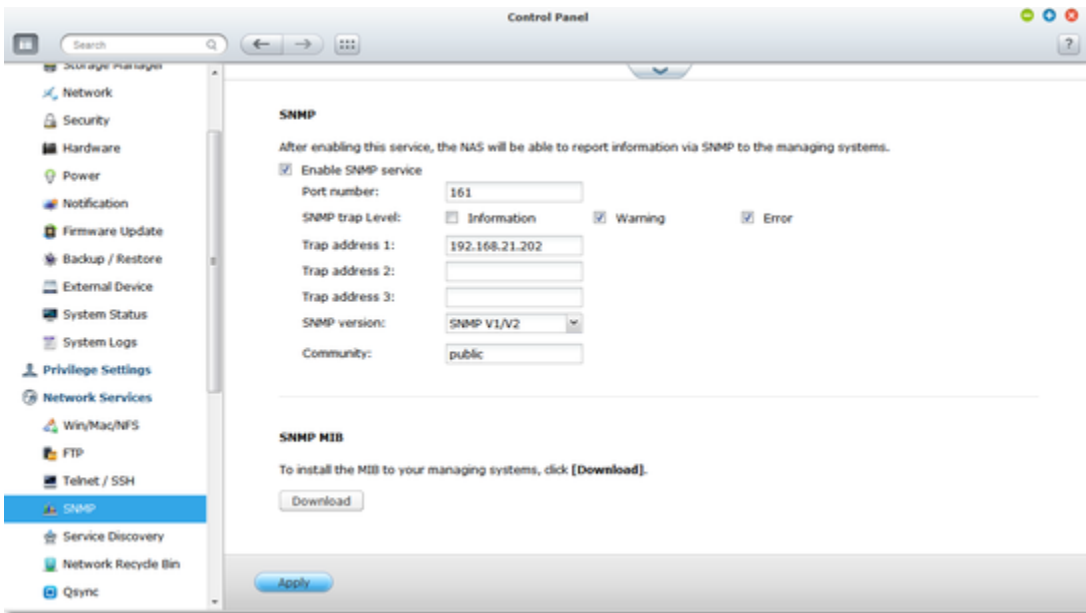 Control Panel
Search
?
Storage Manager
Network
Security
Hardware
Power
Notification
Firmware Update
Backup / Restore
External Device
System Status
System Logs
Privilege Settings
Network Services
Win/Mac/NFS
FTP
Telnet / SSH
SNMP
Service Discovery
Network Recycle Bin
Qsync
SNMP
After enabling this service, the NAS will be able to report information via SNMP to the managing systems.
Enable SNMP service
Port number: 161
SNMP trap Level: Information Warning Error
Trap address 1: 192.168.21.202
Trap address 2:
Trap address 3:
SNMP version: SNMP V1/V2
Community: public
SNMP MIB
To install the MIB to your managing systems, click [Download].
Download
Apply